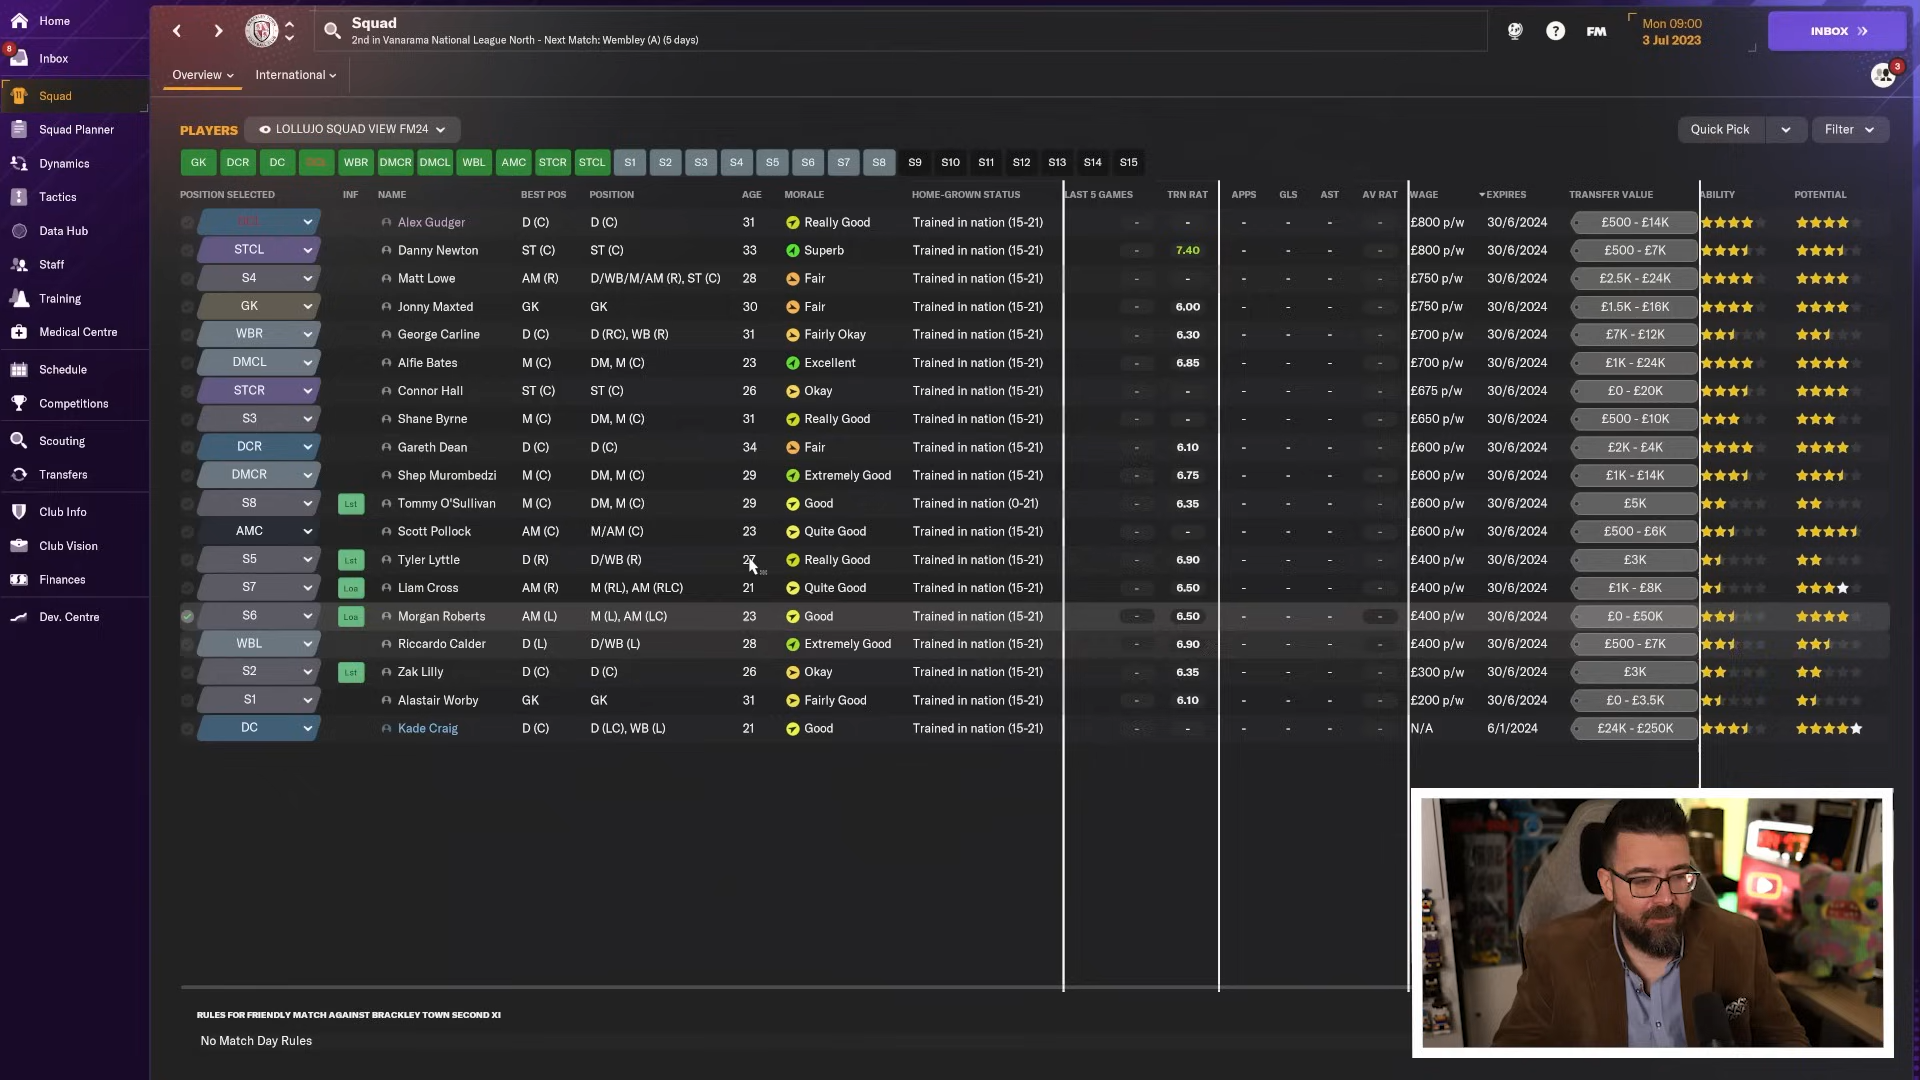 Home
8
Inbox
Squad
Squad Planner
Dynamics
Tactics
Data Hub
Staff
Training
Medical Centre
Schedule
Competitions
Scouting
Transfers
Club Info
Club Vision
Finances
Dev. Centre
Squad
2nd in Vanarama National League North - Next Match: Wembley (A) (5 days)
FM
Mon 09:00
3 Jul 2023
INBOX
Overview
International
3
PLAYERS
LOLLUJO SQUAD VIEW FM24
Quick Pick
Filter
GK DCR DC WBR DMCR DMCL WBL AMC STCR STCL S1 S2 S3 S4 S5 S6 S7 S8 S9 S10 S11 S12 S13 S14 S15
POSITION SELECTED INF NAME BEST POS POSITION AGE MORALE HOME-GROWN STATUS LAST 5 GAMES TRN RAT APPS GLS AST AV RAT WAGE EXPIRES TRANSFER VALUE ABILITY POTENTIAL
Alex Gudger D (C) D (C) 31 Really Good Trained in nation (15-21) - - - - - - £800 p/w 30/6/2024 £500 - £14K
STCL Danny Newton ST (C) ST (C) 33 Superb Trained in nation (15-21) - 7.40 - - - - £800 p/w 30/6/2024 £500 - £7K
S4 Matt Lowe AM (R) D/WB/M/AM (R), ST (C) 28 Fair Trained in nation (15-21) - - - - - - £750 p/w 30/6/2024 £2.5K - £24K
GK Jonny Maxted GK GK 30 Fair Trained in nation (15-21) - 6.00 - - - - £750 p/w 30/6/2024 £1.5K - £16K
WBR George Carline D (C) D (RC), WB (R) 31 Fairly Okay Trained in nation (15-21) - 6.30 - - - - £700 p/w 30/6/2024 £7K - £12K
DMCL Alfie Bates M (C) DM, M (C) 23 Excellent Trained in nation (15-21) - 6.85 - - - - £700 p/w 30/6/2024 £1K - £24K
STCR Connor Hall ST (C) ST (C) 26 Okay Trained in nation (15-21) - - - - - - £675 p/w 30/6/2024 £0 - £20K
S3 Shane Byrne M (C) DM, M (C) 31 Really Good Trained in nation (15-21) - - - - - - £650 p/w 30/6/2024 £500 - £10K
DCR Gareth Dean D (C) D (C) 34 Fair Trained in nation (15-21) - 6.10 - - - - £600 p/w 30/6/2024 £2K - £4K
DMCR Shep Murombedzi M (C) DM, M (C) 29 Extremely Good Trained in nation (15-21) - 6.75 - - - - £600 p/w 30/6/2024 £1K - £14K
S8 Lst Tommy O'Sullivan M (C) DM, M (C) 29 Good Trained in nation (0-21) - 6.35 - - - - £600 p/w 30/6/2024 £5K
AMC Scott Pollock AM (C) M/AM (C) 23 Quite Good Trained in nation (15-21) - - - - - - £600 p/w 30/6/2024 £500 - £6K
S5 Lst Tyler Lyttle D (R) D/WB (R) 27 Really Good Trained in nation (15-21) - 6.90 - - - - £400 p/w 30/6/2024 £3K
S7 Loa Liam Cross AM (R) M (RL), AM (RLC) 21 Quite Good Trained in nation (15-21) - 6.50 - - - - £400 p/w 30/6/2024 £1K - £8K
S6 Loa Morgan Roberts AM (L) M (L), AM (LC) 23 Good Trained in nation (15-21) - 6.50 - - - - £400 p/w 30/6/2024 £0 - £50K
WBL Riccardo Calder D (L) D/WB (L) 28 Extremely Good Trained in nation (15-21) - 6.90 - - - - £400 p/w 30/6/2024 £500 - £7K
S2 Lst Zak Lilly D (C) D (C) 26 Okay Trained in nation (15-21) - 6.35 - - - - £300 p/w 30/6/2024 £3K
S1 Alastair Worby GK GK 31 Fairly Good Trained in nation (15-21) - 6.10 - - - - £200 p/w 30/6/2024 £0 - £3.5K
DC Kade Craig D (C) D (LC), WB (L) 21 Good Trained in nation (15-21) - - - - - - N/A 6/1/2024 £24K - £250K
RULES FOR FRIENDLY MATCH AGAINST BRACKLEY TOWN SECOND XI
No Match Day Rules